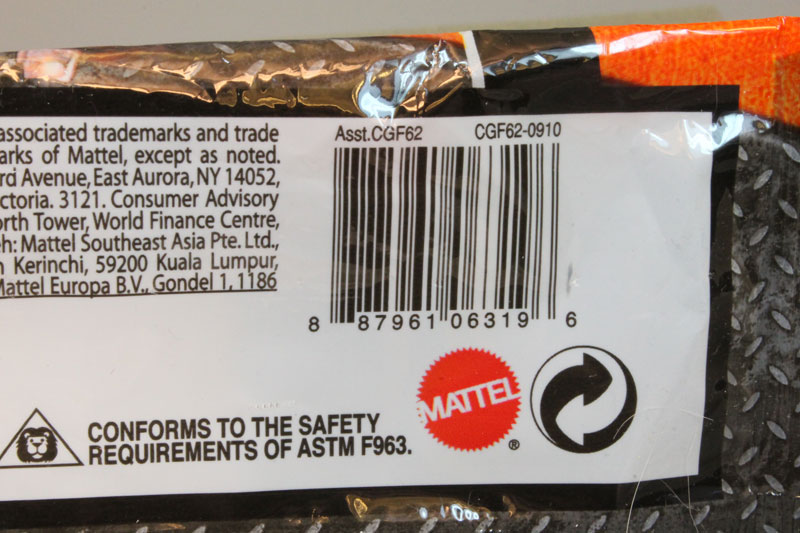 associated trademarks and trade
arks of Mattel, except as noted.
rd Avenue, East Aurora, NY 14052,
ctoria. 3121. Consumer Advisory
orth Tower, World Finance Centre,
eh: Mattel Southeast Asia Pte. Ltd.,
n Kerinchi, 59200 Kuala Lumpur,
Mattel Europa B.V., Gondel 1, 1186
Asst.CGF62 CGF62-0910
8 87961 06319 6
MATTEL
®
CONFORMS TO THE SAFETY
REQUIREMENTS OF ASTM F963.